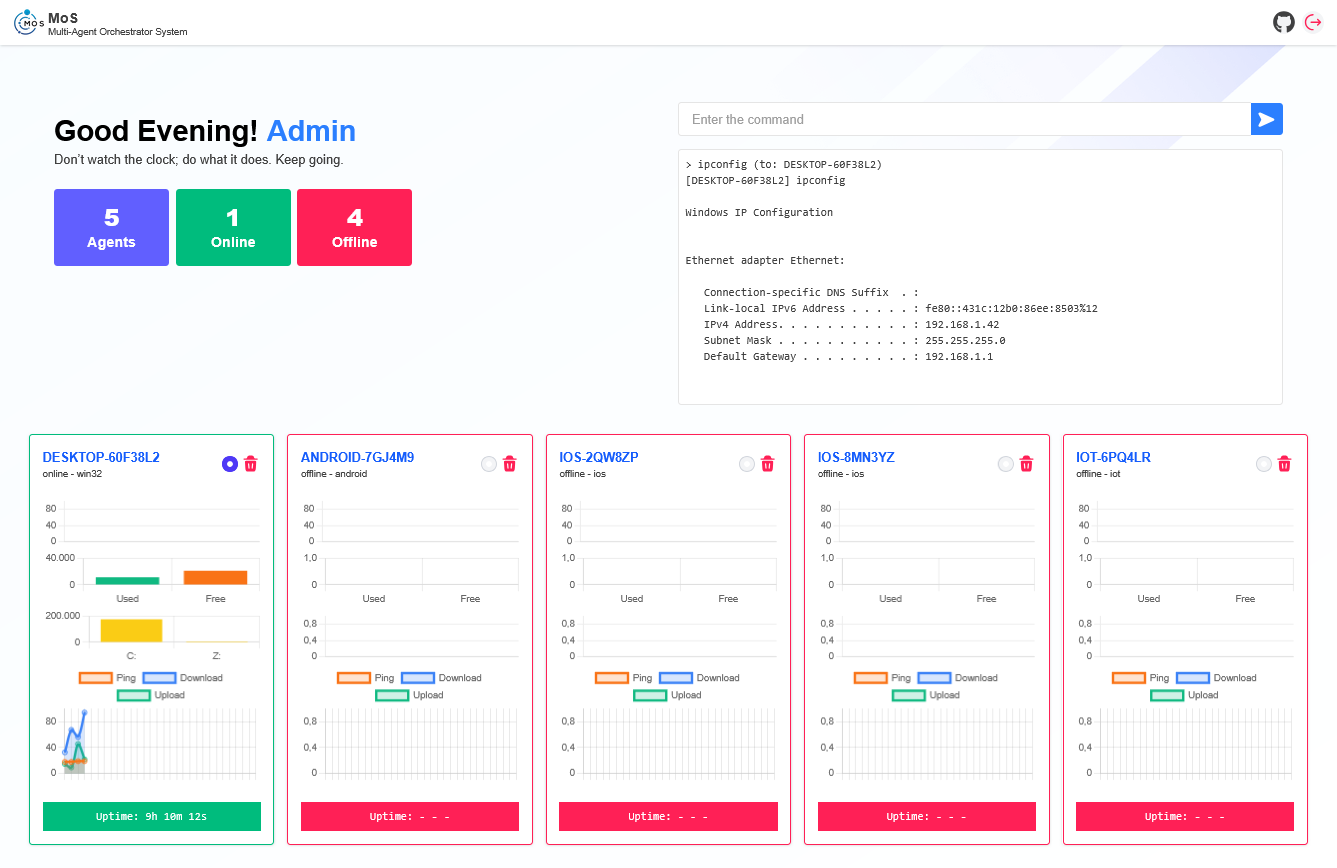 MOS
MoS
Multi-Agent Orchestrator System
Good Evening! Admin
Don't watch the clock; do what it does. Keep going.
5
Agents
1
Online
4
Offline
Enter the command
> ipconfig (to: DESKTOP-60F38L2)
[DESKTOP-60F38L2] ipconfig
Windows IP Configuration
Ethernet adapter Ethernet:
Connection-specific DNS Suffix  . :
Link-local IPv6 Address . . . . . : fe80::431c:12b0:86ee:8503%12
IPv4 Address. . . . . . . . . . . : 192.168.1.42
Subnet Mask . . . . . . . . . . . : 255.255.255.0
Default Gateway . . . . . . . . . : 192.168.1.1
DESKTOP-60F38L2
online - win32
80
40
0
40.000
0
Used Free
200.000
0
C: Z:
Ping Download
Upload
80
40
0
Uptime: 9h 10m 12s
ANDROID-7GJ4M9
offline - android
80
40
0
1,0
0
Used Free
0,8
0,4
0
Ping Download
Upload
0,8
0,4
0
Uptime: - - -
IOS-2QW8ZP
offline - ios
80
40
0
1,0
0
Used Free
0,8
0,4
0
Ping Download
Upload
0,8
0,4
0
Uptime: - - -
IOS-8MN3YZ
offline - ios
80
40
0
1,0
0
Used Free
0,8
0,4
0
Ping Download
Upload
0,8
0,4
0
Uptime: - - -
IOT-6PQ4LR
offline - iot
80
40
0
1,0
0
Used Free
0,8
0,4
0
Ping Download
Upload
0,8
0,4
0
Uptime: - - -